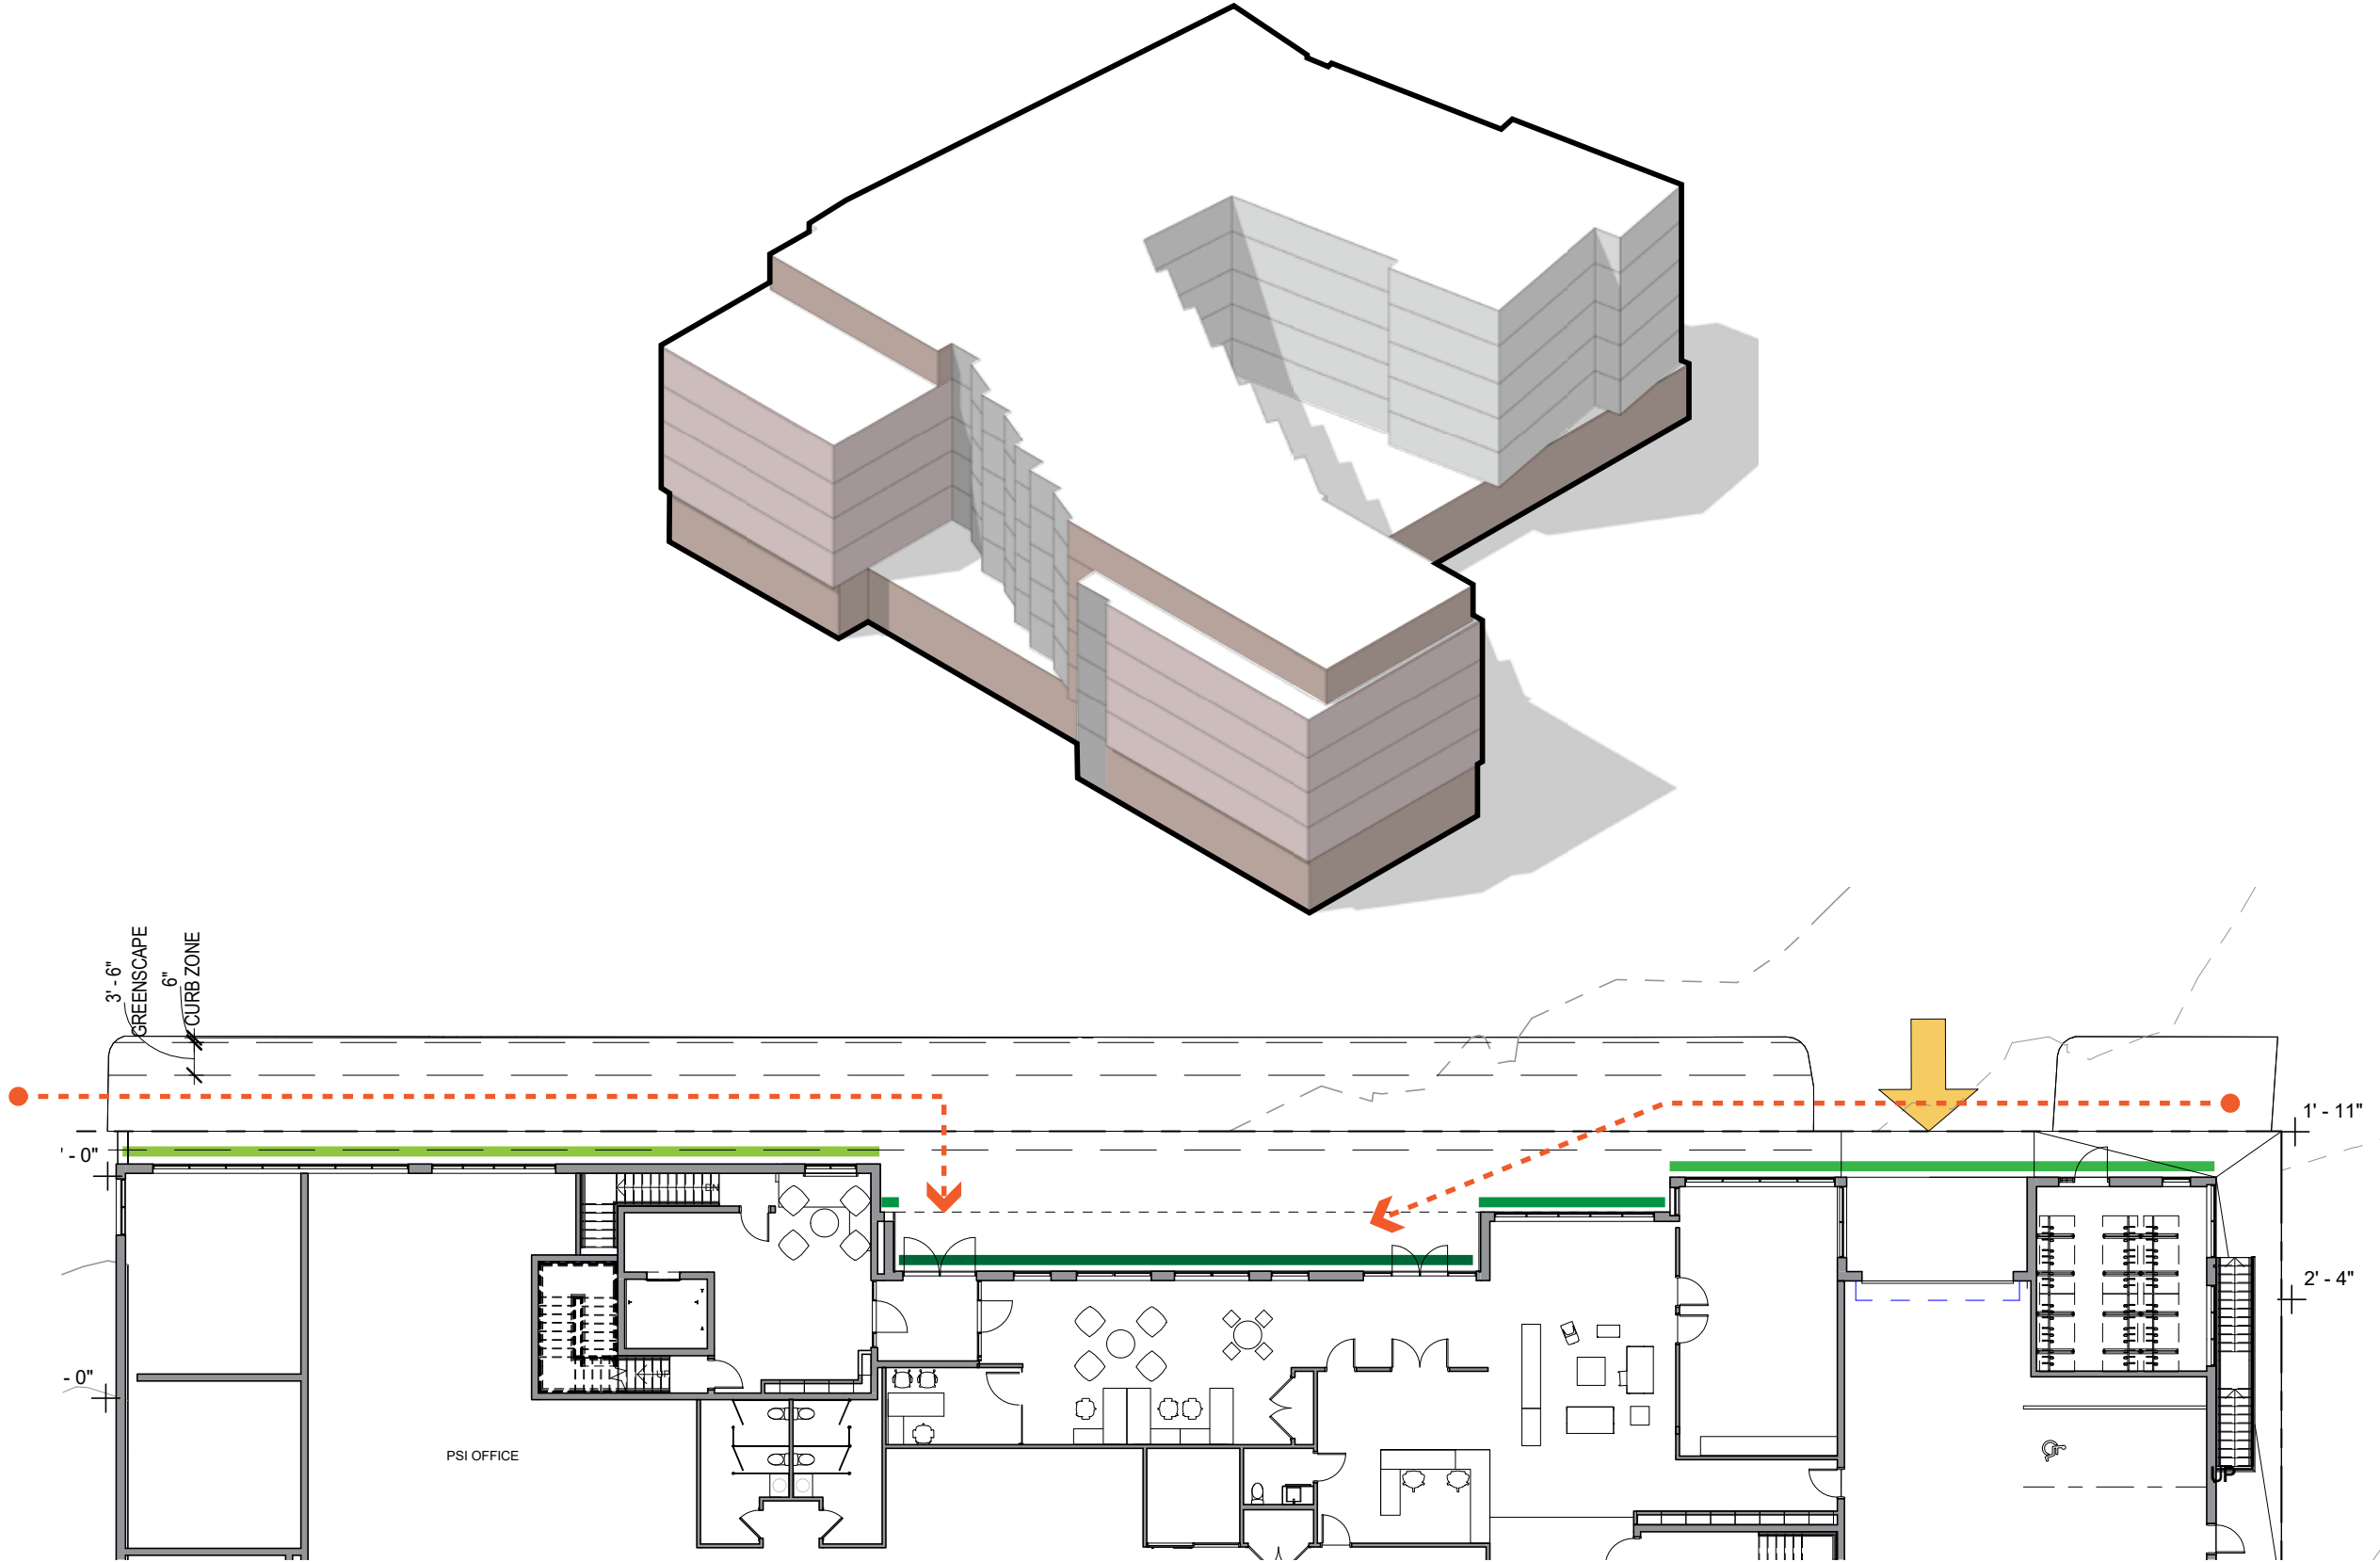 3' - 6"
GREENSCAPE
6"
CURB ZONE
1' - 11"
' - 0"
DN
2' - 4"
- 0"
UP
PSI OFFICE
UP